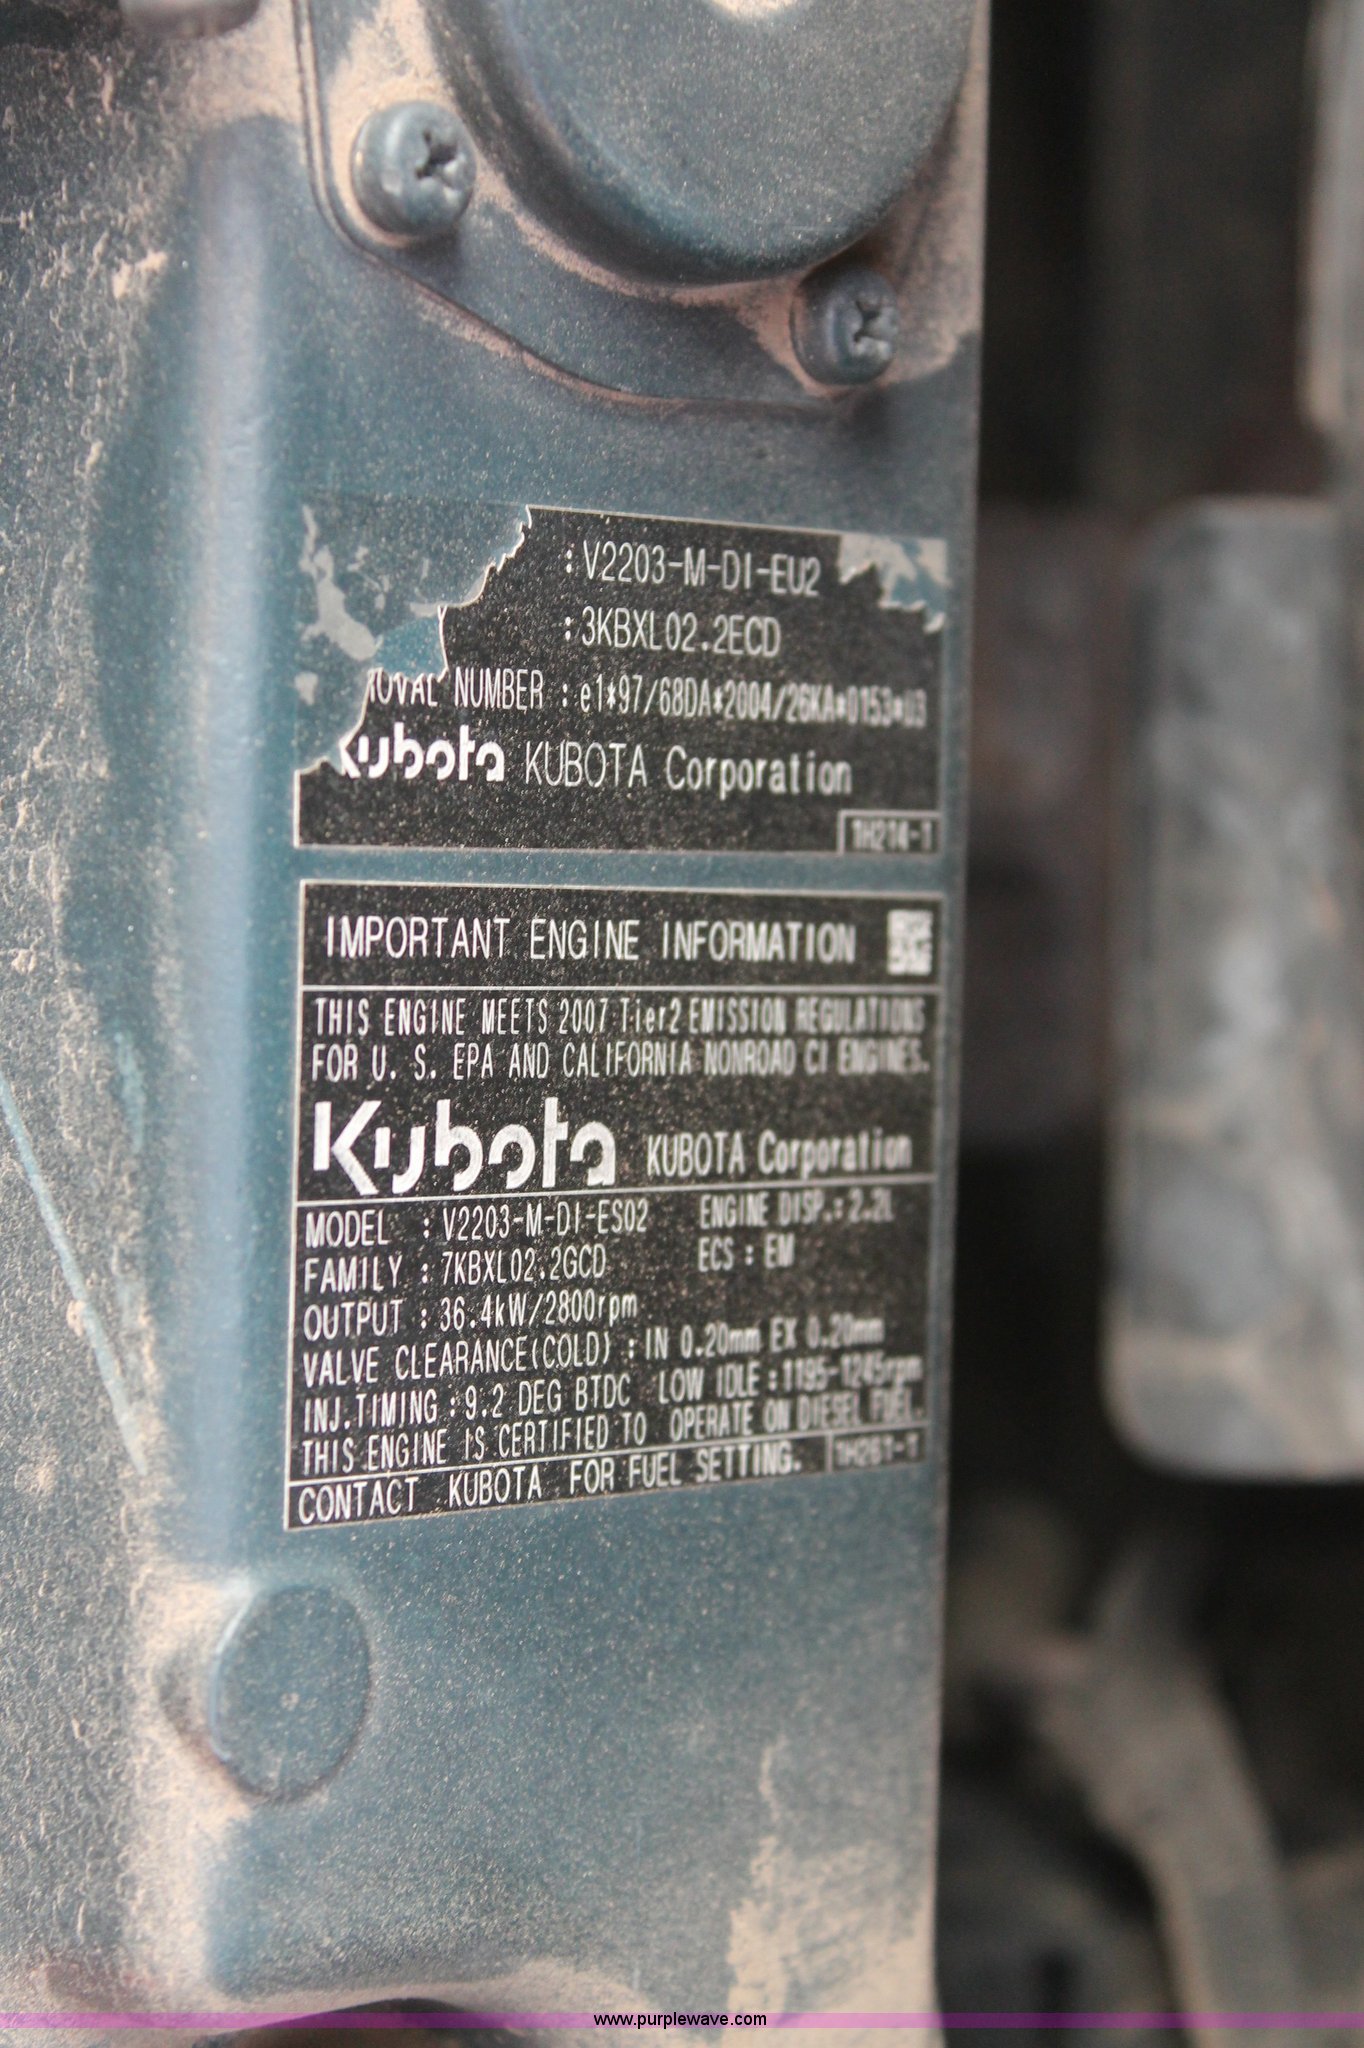 :V2203-M-DI-EU2
:3KBXL02.2ECD
ROVAL NUMBER :e1*97/68DA*2004/26KA*0153*03
Kubota KUBOTA Corporation
1H214-1
IMPORTANT ENGINE INFORMATION
THIS ENGINE MEETS 2007 Tier2 EMISSION REGULATIONS
FOR U. S. EPA AND CALIFORNIA NONROAD CI ENGINES.
Kubota KUBOTA Corporation
MODEL :V2203-M-DI-ES02 ENGINE DISP.:2.2L
FAMILY :7KBXL02.2GCD ECS : EM
OUTPUT :36.4kW/2800rpm
VALVE CLEARANCE(COLD) :IN 0.20mm EX 0.20mm
INJ.TIMING :9.2 DEG BTDC LOW IDLE :1195-1245rpm
THIS ENGINE IS CERTIFIED TO OPERATE ON DIESEL FUEL.
CONTACT KUBOTA FOR FUEL SETTING. 1H261-1
www.purplewave.com